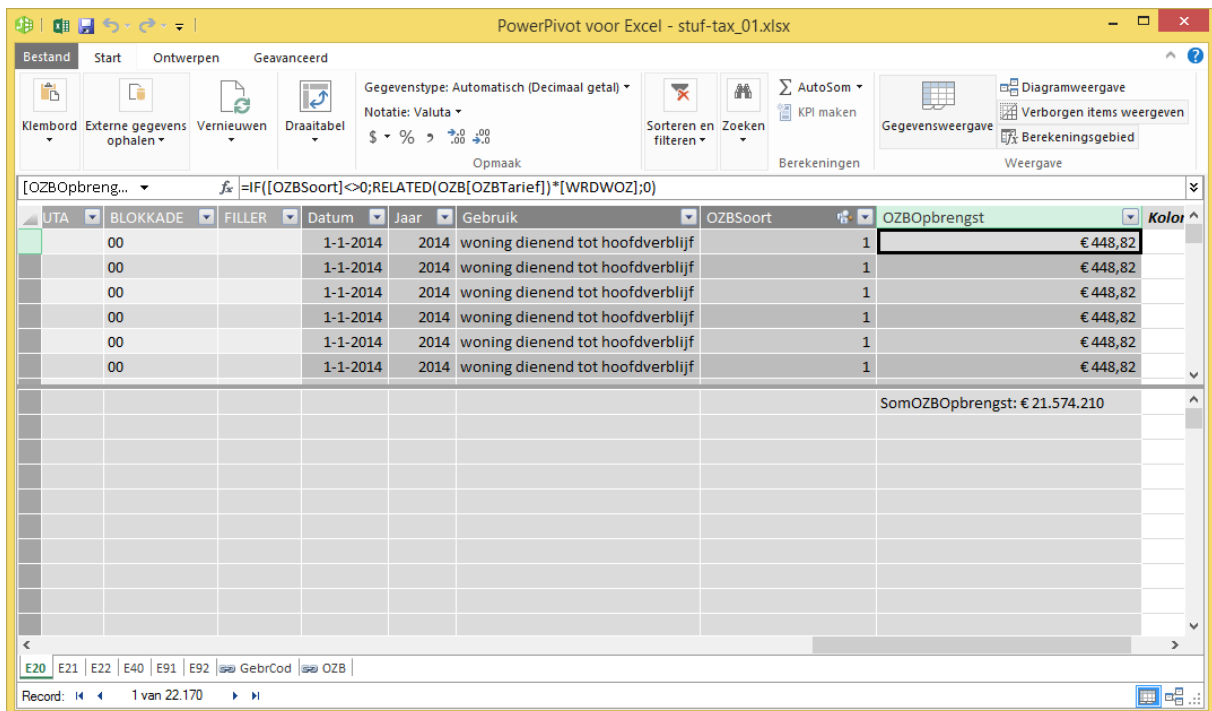 PowerPivot voor Excel - stuf-tax_01.xlsx
Bestand Start Ontwerpen Geavanceerd
Klembord
Externe gegevens ophalen
Vernieuwen
Draaitabel
Gegevenstype: Automatisch (Decimaal getal)
Notatie: Valuta
$ % ,00 ,00
Opmaak
Sorteren en filteren
Zoeken
∑ AutoSom
KPI maken
Berekeningen
Gegevensweergave
Diagramweergave
Verborgen items weergeven
Berekeningsgebied
Weergave
[OZBOpbreng... fx =IF([OZBSoort]<>0;RELATED(OZB[OZBTarief])*[WRDWOZ];0)
UTA BLOKKADE FILLER Datum Jaar Gebruik OZBSoort OZBOpbrengst Kolor
00 1-1-2014 2014 woning dienend tot hoofdverblijf 1 € 448,82
00 1-1-2014 2014 woning dienend tot hoofdverblijf 1 € 448,82
00 1-1-2014 2014 woning dienend tot hoofdverblijf 1 € 448,82
00 1-1-2014 2014 woning dienend tot hoofdverblijf 1 € 448,82
00 1-1-2014 2014 woning dienend tot hoofdverblijf 1 € 448,82
00 1-1-2014 2014 woning dienend tot hoofdverblijf 1 € 448,82
SomOZBOpbrengst: € 21.574.210
E20 E21 E22 E40 E91 E92 GebrCod OZB
Record: 1 van 22.170